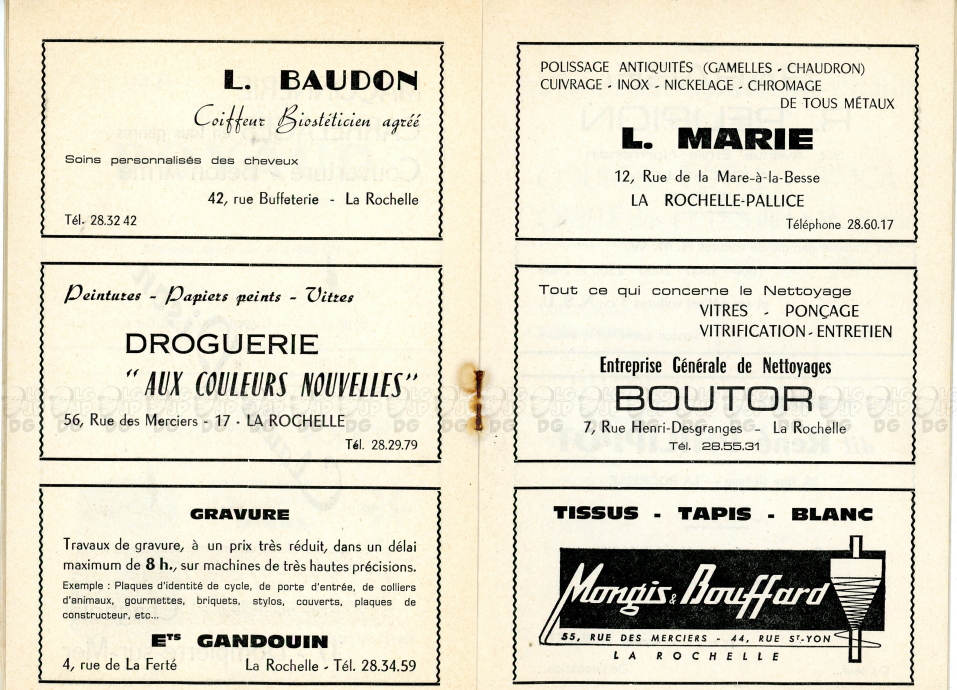 L. BAUDON
Coiffeur Biostéticien agréé
Soins personnalisés des cheveux
42, rue Buffeterie - La Rochelle
Tél. 28.32 42
Peintures - Papiers peints - Vitres
DROGUERIE
"AUX COULEURS NOUVELLES"
56, Rue des Merciers - 17 - LA ROCHELLE
Tél. 28.29.79
GRAVURE
Travaux de gravure, à un prix très réduit, dans un délai
maximum de 8 h., sur machines de très hautes précisions.
Exemple : Plaques d'identité de cycle, de porte d'entrée, de colliers
d'animaux, gourmettes, briquets, stylos, couverts, plaques de
constructeur, etc...
Ets GANDOUIN
4, rue de La Ferté La Rochelle - Tél. 28.34.59
POLISSAGE ANTIQUITÉS (GAMELLES - CHAUDRON)
CUIVRAGE - INOX - NICKELAGE - CHROMAGE
DE TOUS MÉTAUX
L. MARIE
12, Rue de la Mare-à-la-Besse
LA ROCHELLE-PALLICE
Téléphone 28.60.17
Tout ce qui concerne le Nettoyage
VITRES - PONÇAGE
VITRIFICATION - ENTRETIEN
Entreprise Générale de Nettoyages
BOUTOR
7, Rue Henri-Desgranges - La Rochelle
Tél. 28.55.31
TISSUS - TAPIS - BLANC
Mongis & Bouffard
55, RUE DES MERCIERS - 44, RUE St-YON
LA ROCHELLE